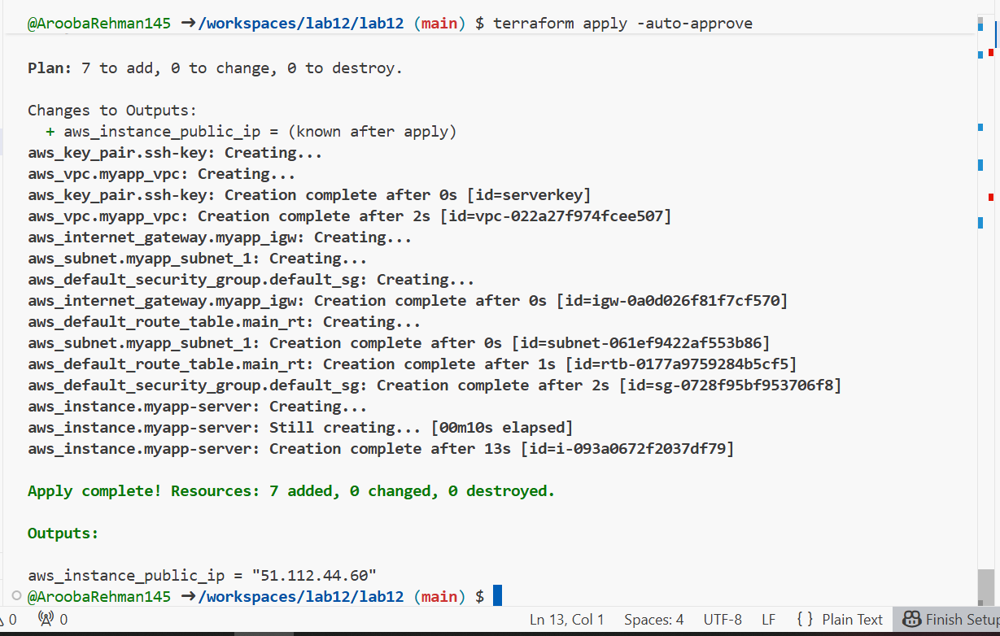 @AroobaRehman145 ➜/workspaces/lab12/lab12 (main) $ terraform apply -auto-approve
Plan: 7 to add, 0 to change, 0 to destroy.
Changes to Outputs:
+ aws_instance_public_ip = (known after apply)
aws_key_pair.ssh-key: Creating...
aws_vpc.myapp_vpc: Creating...
aws_key_pair.ssh-key: Creation complete after 0s [id=serverkey]
aws_vpc.myapp_vpc: Creation complete after 2s [id=vpc-022a27f974fcee507]
aws_internet_gateway.myapp_igw: Creating...
aws_subnet.myapp_subnet_1: Creating...
aws_default_security_group.default_sg: Creating...
aws_internet_gateway.myapp_igw: Creation complete after 0s [id=igw-0a0d026f81f7cf570]
aws_default_route_table.main_rt: Creating...
aws_subnet.myapp_subnet_1: Creation complete after 0s [id=subnet-061ef9422af553b86]
aws_default_route_table.main_rt: Creation complete after 1s [id=rtb-0177a9759284b5cf5]
aws_default_security_group.default_sg: Creation complete after 2s [id=sg-0728f95bf953706f8]
aws_instance.myapp-server: Creating...
aws_instance.myapp-server: Still creating... [00m10s elapsed]
aws_instance.myapp-server: Creation complete after 13s [id=i-093a0672f2037df79]
Apply complete! Resources: 7 added, 0 changed, 0 destroyed.
Outputs:
aws_instance_public_ip = "51.112.44.60"
@AroobaRehman145 ➜/workspaces/lab12/lab12 (main) $
0 0 Ln 13, Col 1 Spaces: 4 UTF-8 LF { } Plain Text Finish Setup